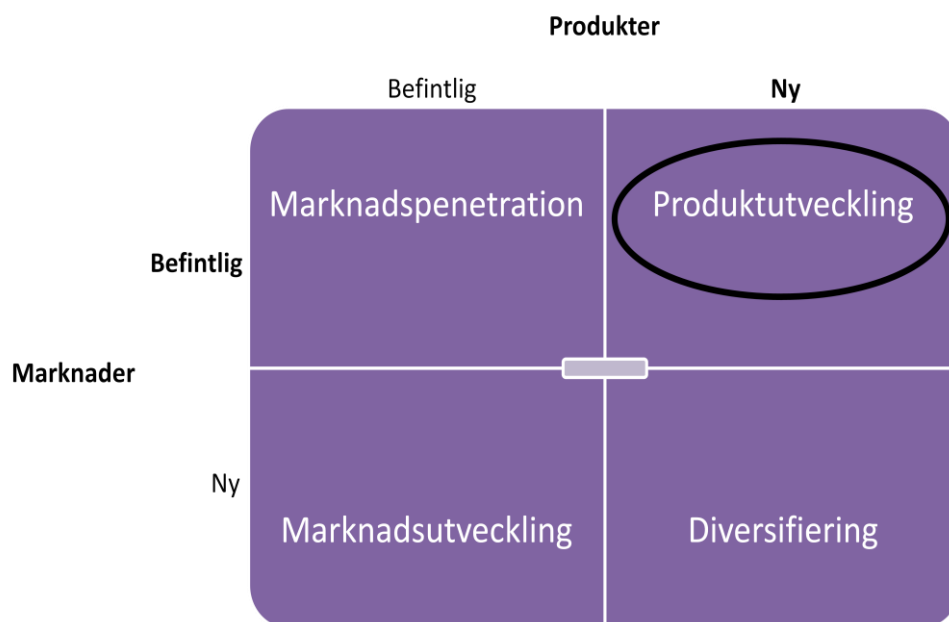 Produkter
Befintlig Ny
Marknadspenetration Produktutveckling
Befintlig
Marknader
Ny
Marknadsutveckling Diversifiering